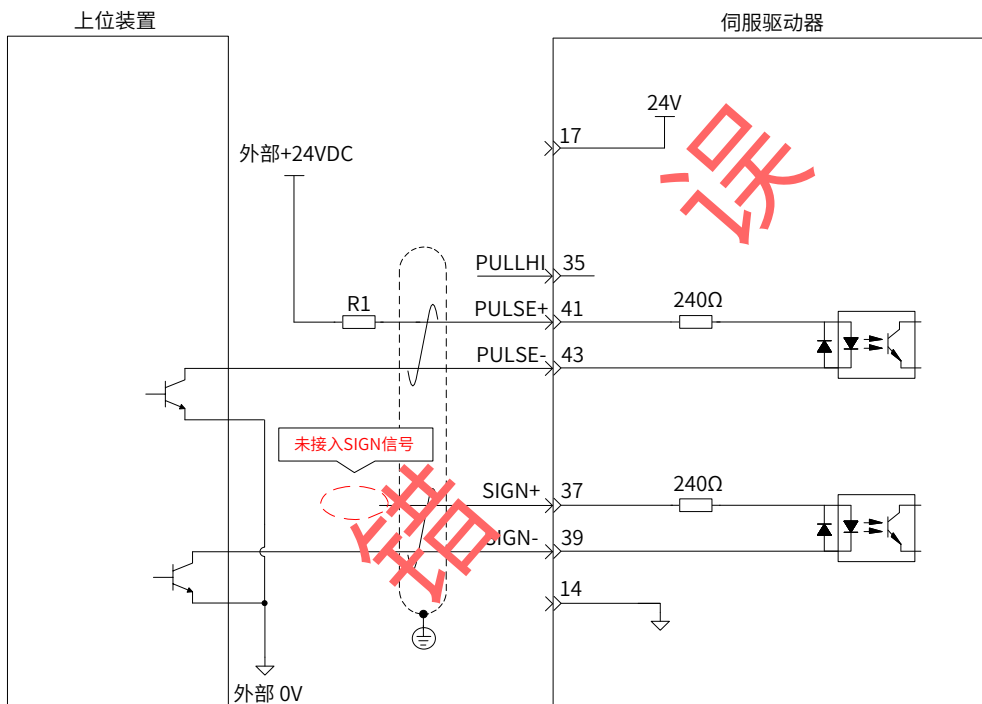 上位装置
伺服驱动器
24V
17
误
外部+24VDC
PULLHI 35
R1
PULSE+ 41
240Ω
PULSE- 43
未接入SIGN信号
错
SIGN+ 37
240Ω
SIGN- 39
14
外部 0V